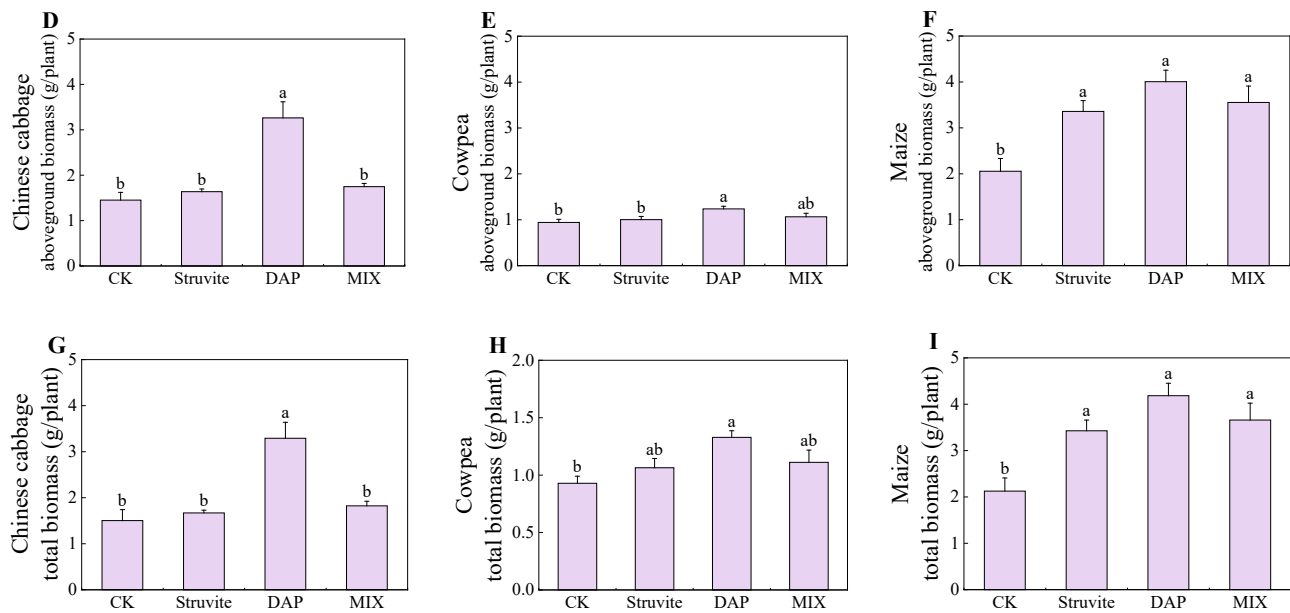 D
Chinese cabbage
aboveground biomass (g/plant)
5
4
3
2
1
0
b
b
a
b
CK Struvite DAP MIX
E
Cowpea
aboveground biomass (g/plant)
5
4
3
2
1
0
b
b
a
ab
CK Struvite DAP MIX
F
Maize
aboveground biomass (g/plant)
5
4
3
2
1
0
b
a
a
a
CK Struvite DAP MIX
G
Chinese cabbage
total biomass (g/plant)
5
4
3
2
1
0
b
b
a
b
CK Struvite DAP MIX
H
Cowpea
total biomass (g/plant)
2.0
1.5
1.0
0.5
0.0
b
ab
a
ab
CK Struvite DAP MIX
I
Maize
total biomass (g/plant)
5
4
3
2
1
0
b
a
a
a
CK Struvite DAP MIX